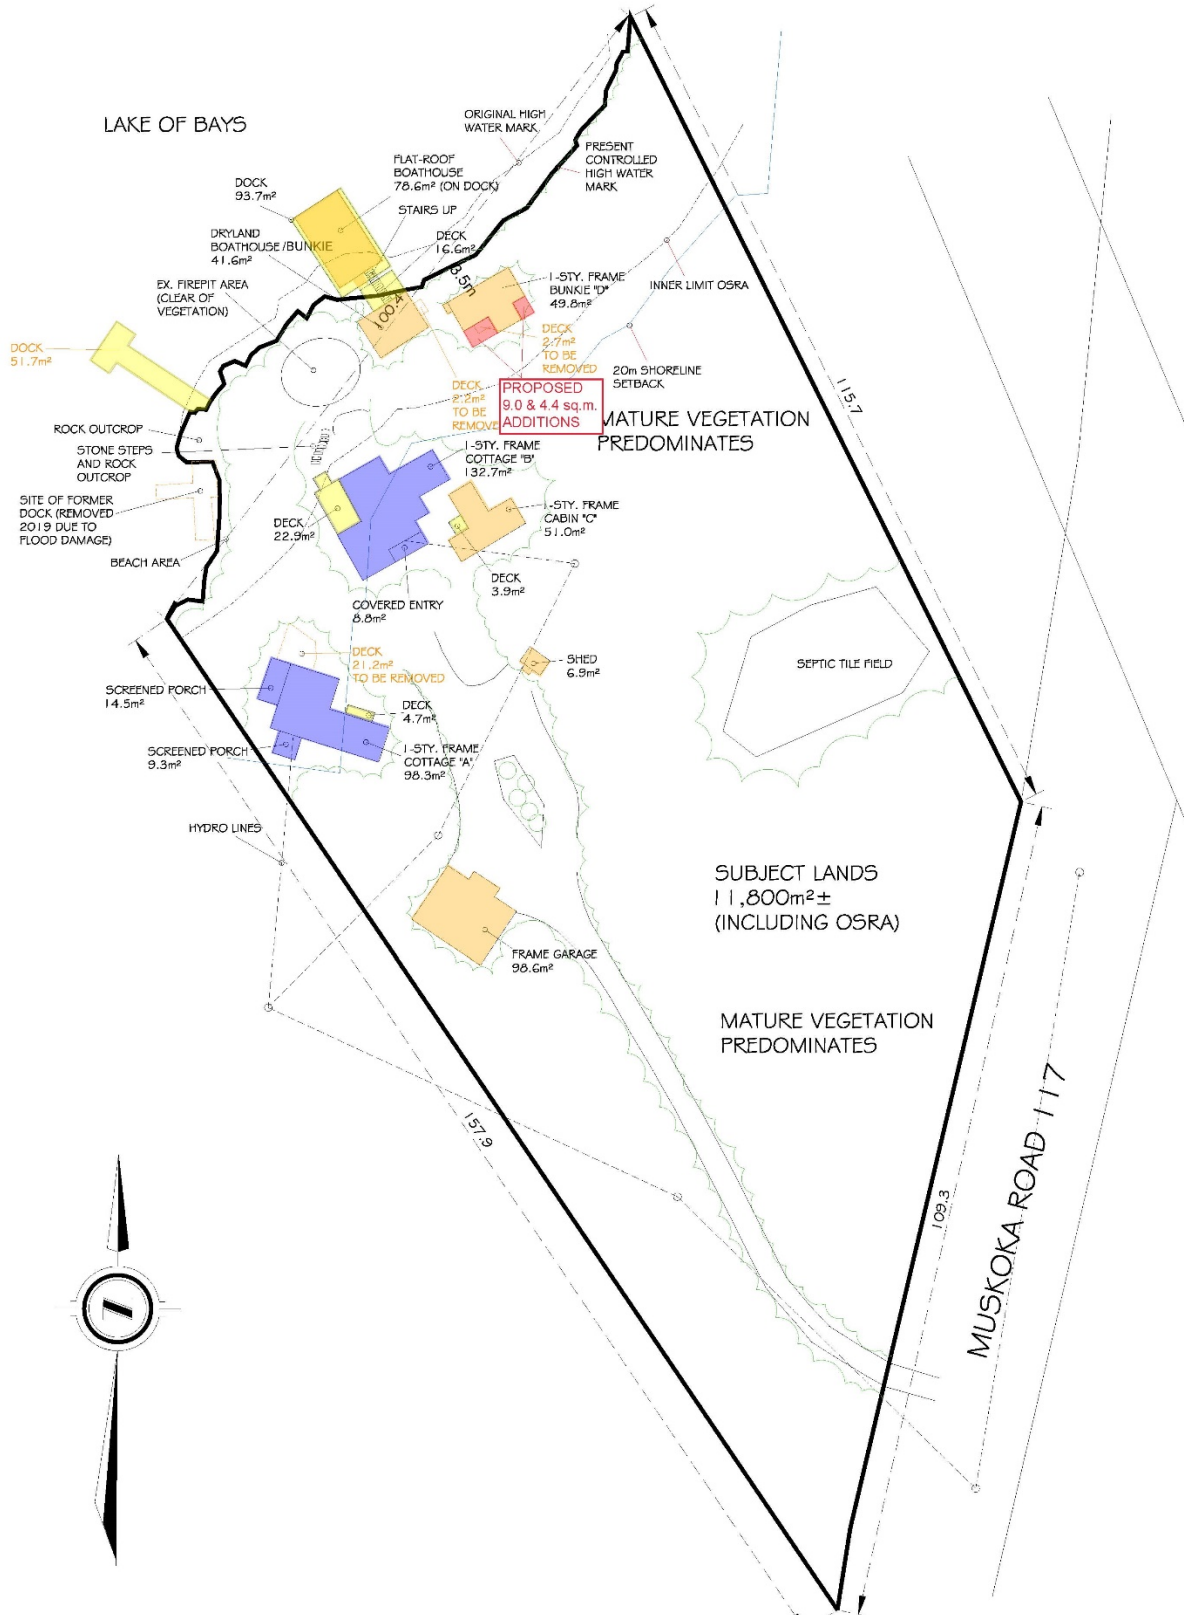 LAKE OF BAYS
ORIGINAL HIGH
WATER MARK
PRESENT
CONTROLLED
HIGH WATER
MARK
FLAT-ROOF
BOATHOUSE
78.6m² (ON DOCK)
DOCK
93.7m²
STAIRS UP
DRYLAND
BOATHOUSE/BUNKIE
41.6m²
DECK
16.6m²
EX. FIREPIT AREA
(CLEAR OF
VEGETATION)
100.4
1-STY. FRAME
BUNKIE "D"
49.8m²
INNER LIMIT OSRA
DOCK
51.7m²
DECK
2.7m²
TO BE
REMOVED
20m SHORELINE
SETBACK
DECK
2.2m²
TO BE
PROPOSED
9.0 & 4.4 sq.m.
ADDITIONS
115.7
MATURE VEGETATION
PREDOMINATES
ROCK OUTCROP
STONE STEPS
AND ROCK
OUTCROP
SITE OF FORMER
DOCK (REMOVED
2019 DUE TO
FLOOD DAMAGE)
BEACH AREA
1-STY. FRAME
COTTAGE "B"
132.7m²
DECK
22.9m²
1-STY. FRAME
CABIN "C"
51.0m²
DECK
3.9m²
COVERED ENTRY
8.8m²
DECK
21.2m²
TO BE REMOVED
SHED
6.9m²
SEPTIC TILE FIELD
SCREENED PORCH
14.5m²
DECK
4.7m²
SCREENED PORCH
9.3m²
1-STY. FRAME
COTTAGE "A"
98.3m²
HYDRO LINES
SUBJECT LANDS
11,800m²±
(INCLUDING OSRA)
FRAME GARAGE
98.6m²
MATURE VEGETATION
PREDOMINATES
157.9
109.3
MUSKOKA ROAD 117